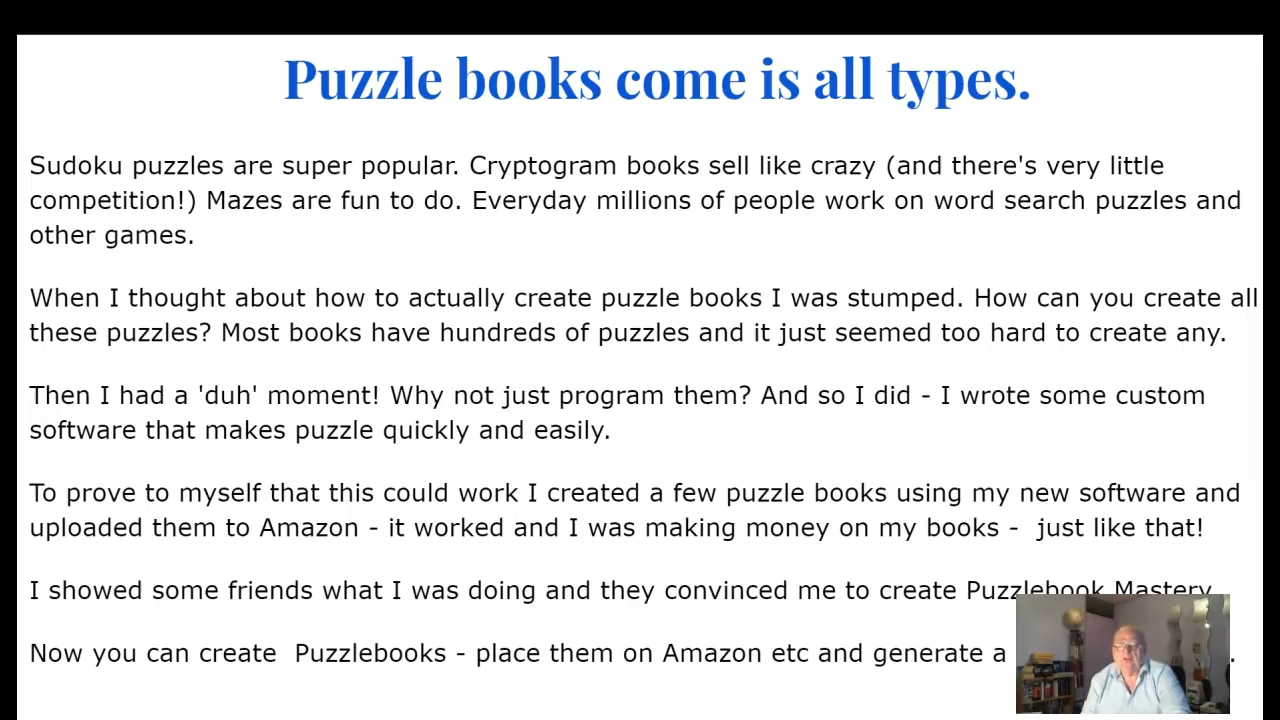 Puzzle books come is all types.
Sudoku puzzles are super popular. Cryptogram books sell like crazy (and there's very little
competition!) Mazes are fun to do. Everyday millions of people work on word search puzzles and
other games.
When I thought about how to actually create puzzle books I was stumped. How can you create all
these puzzles? Most books have hundreds of puzzles and it just seemed too hard to create any.
Then I had a 'duh' moment! Why not just program them? And so I did - I wrote some custom
software that makes puzzle quickly and easily.
To prove to myself that this could work I created a few puzzle books using my new software and
uploaded them to Amazon - it worked and I was making money on my books -  just like that!
I showed some friends what I was doing and they convinced me to create Puzzlebook Mastery
Now you can create  Puzzlebooks - place them on Amazon etc and generate a .